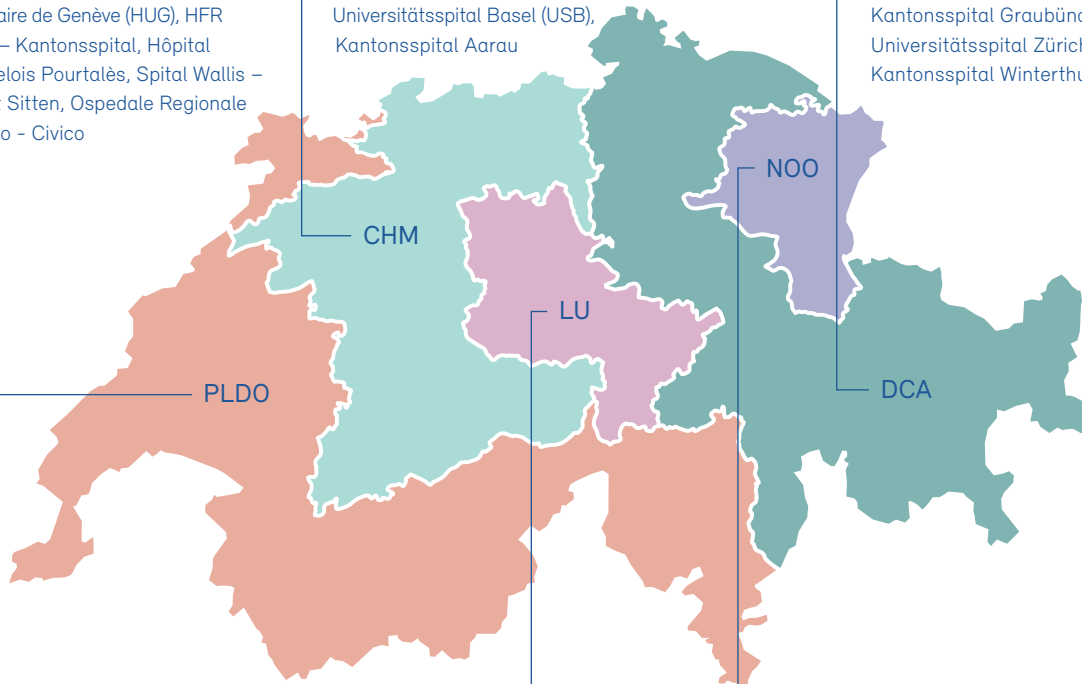 aire de Genève (HUG), HFR
– Kantonsspital, Hôpital
elois Pourtalès, Spital Wallis –
Sitten, Ospedale Regionale
o - Civico
Universitätsspital Basel (USB),
Kantonsspital Aarau
Kantonsspital Graubünd
Universitätsspital Zürich
Kantonsspital Winterthu
NOO
CHM
LU
PLDO
DCA